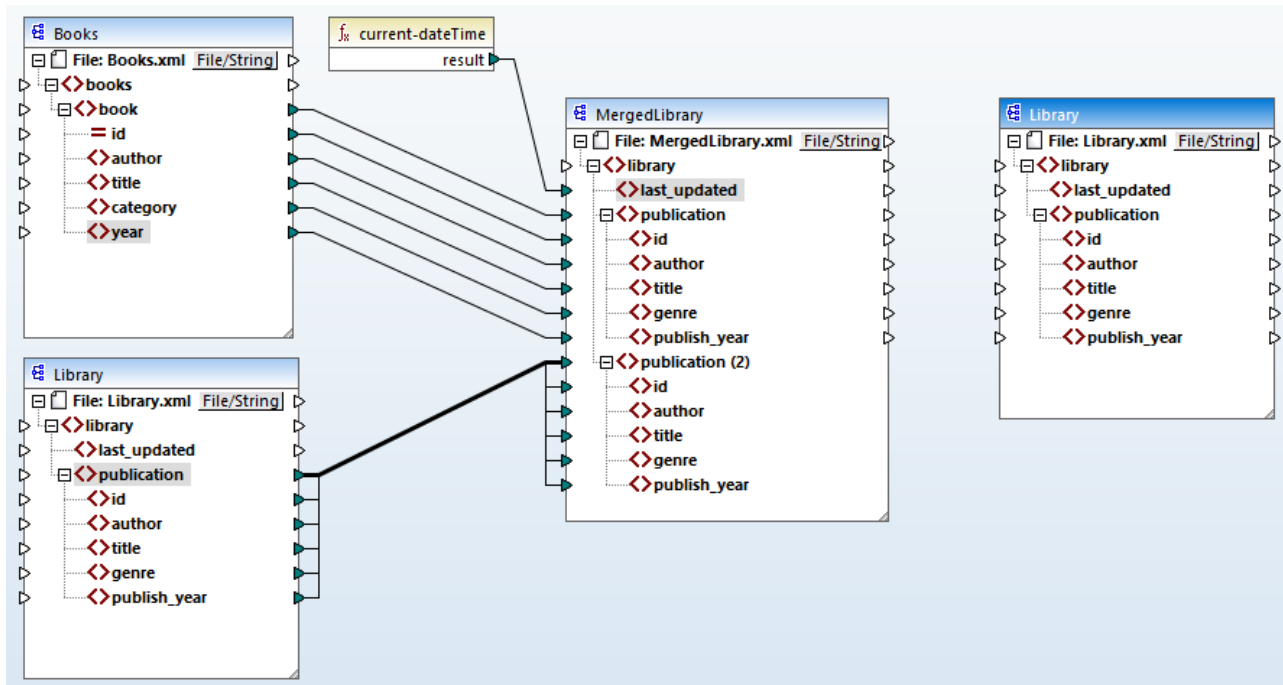 Books
File: Books.xml File/String
books
book
id
author
title
category
year
fx current-dateTime
result
Library
File: Library.xml File/String
library
last_updated
publication
id
author
title
genre
publish_year
MergedLibrary
File: MergedLibrary.xml File/String
library
last_updated
publication
id
author
title
genre
publish_year
publication (2)
id
author
title
genre
publish_year
Library
File: Library.xml File/String
library
last_updated
publication
id
author
title
genre
publish_year